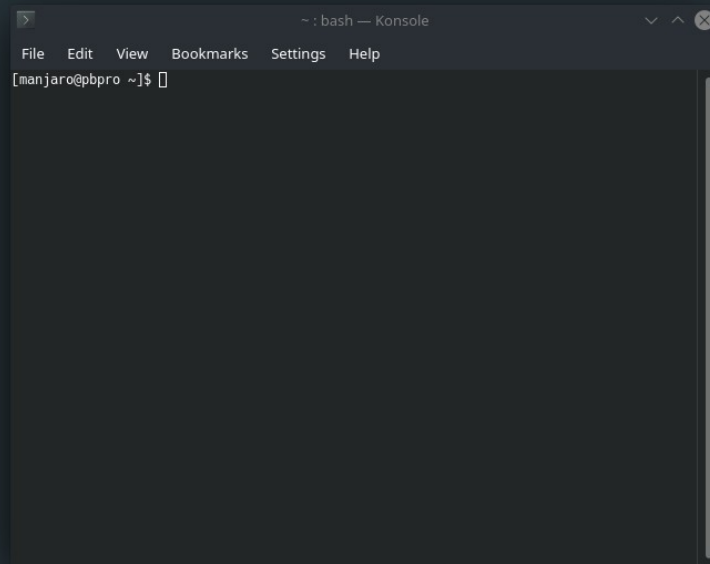 ~ : bash — Konsole
File Edit View Bookmarks Settings Help
[manjaro@pbpro ~]$